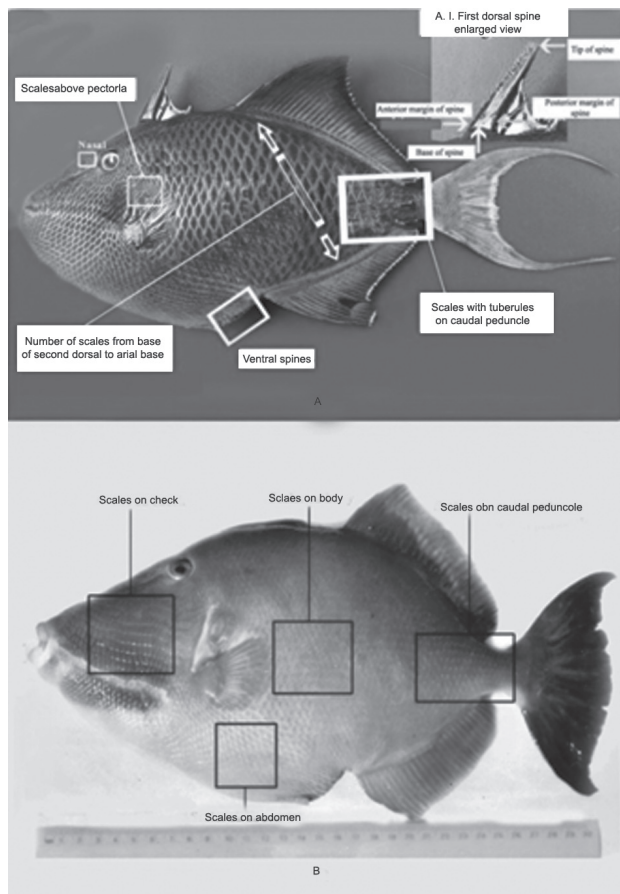 A. I. First dorsal spine
enlarged view
Tip of spine
Scalesabove pectorla
Anterior margin of spine
Posterior margin of
spine
Base of spine
Nasal
Scales with tuberules
on caudal peduncle
Number of scales from base
of second dorsal to arial base
Ventral spines
A
Scales on check
Sclaes on body
Scales obn caudal peduncole
Scales on abdomen
B